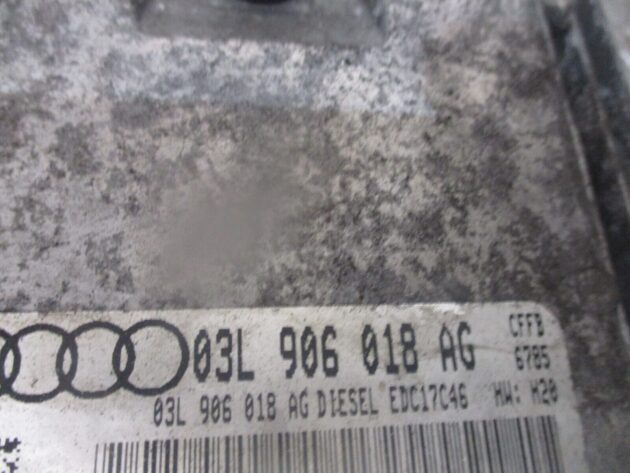 03L 906 018 AG CFFB
6785
03L 906 018 AG DIESEL EDC17C46 HW: H20